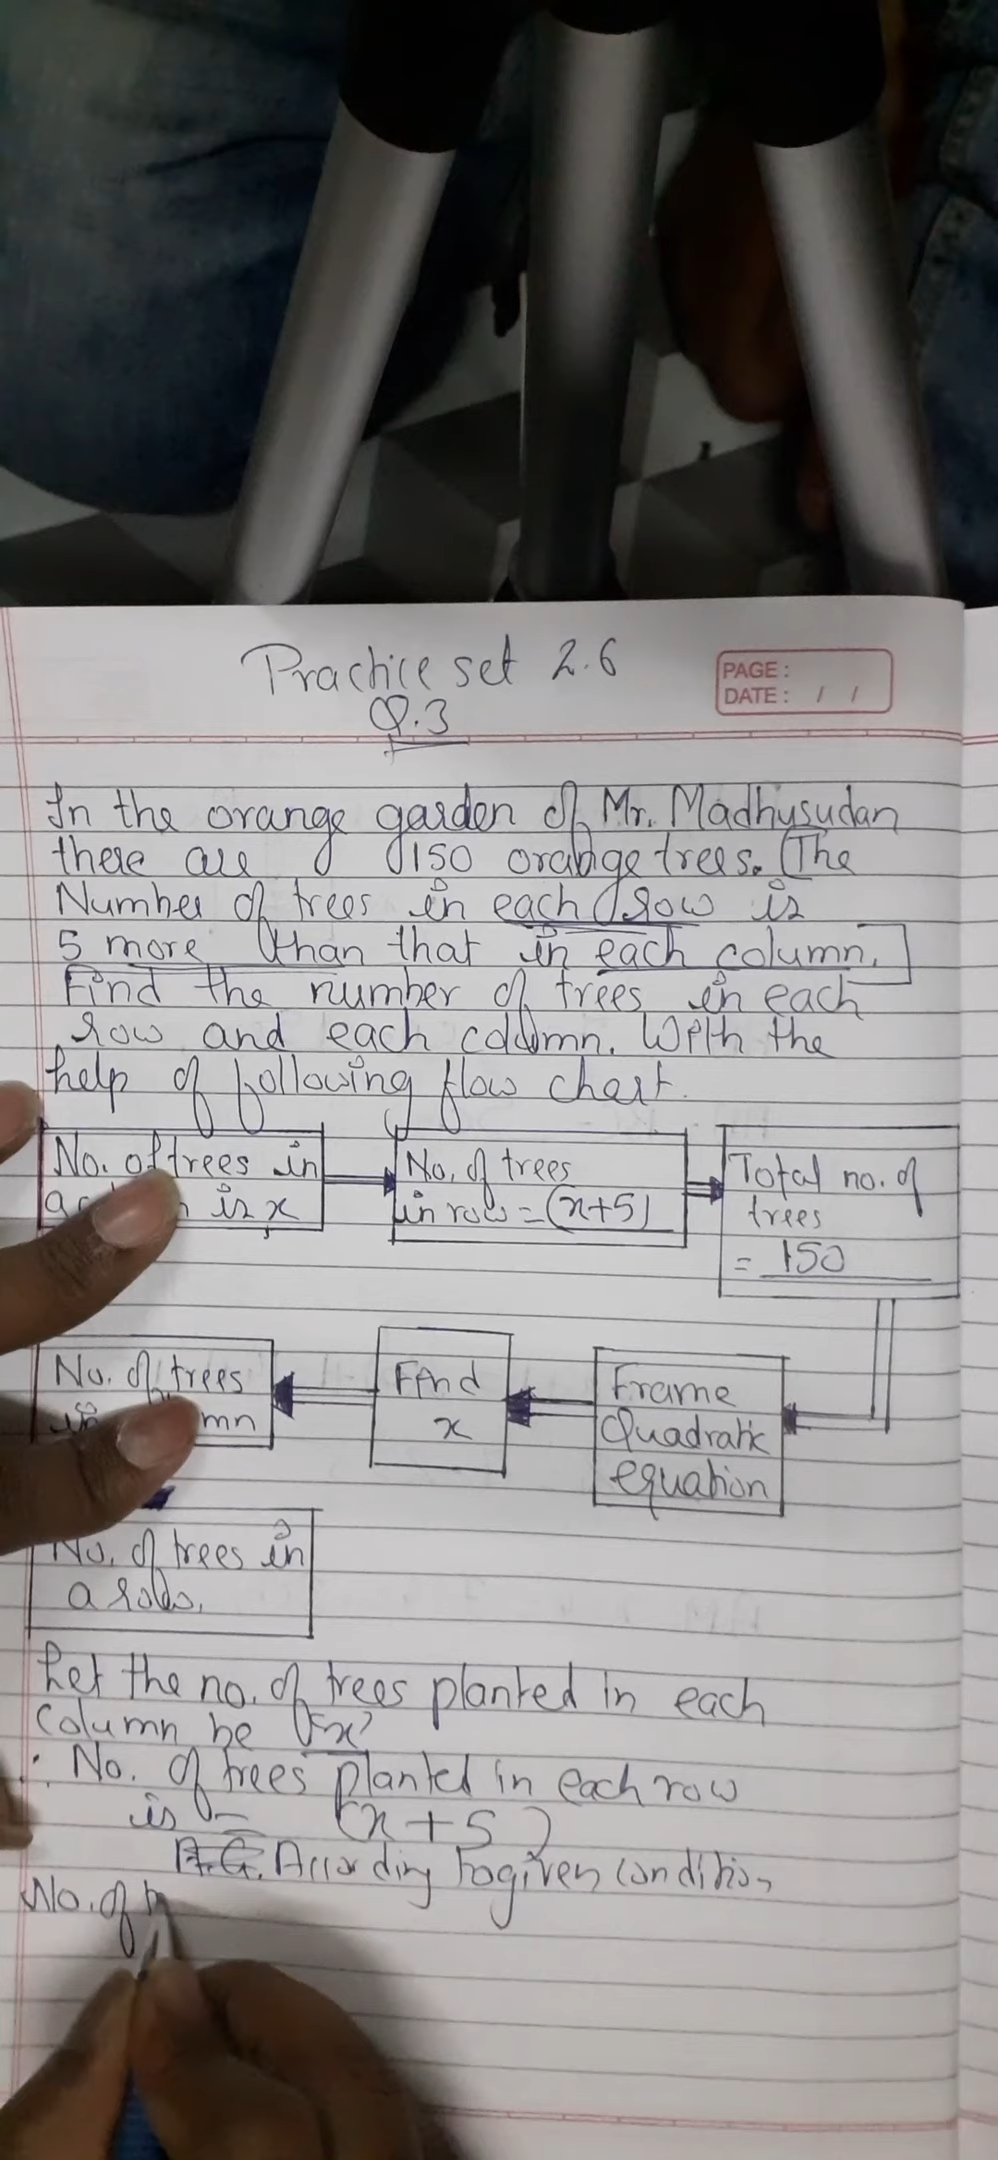 Practice set 2.6
Q.3
PAGE :
DATE : / /
In the orange garden of Mr. Madhusudan
there are 150 orange trees. The
Number of trees in each row is
5 more than that in each column.
Find the number of trees in each
row and each column. With the
help of following flow chart.
No. of trees in
is x
No. of trees
in row = (x+5)
Total no. of
trees
= 150
Frame
Quadratic
equation
Find
x
No. of trees
mn
No. of trees in
a row.
Let the no. of trees planted in each
column be 'x'
∴ No. of trees planted in each row
is = (x + 5)
A.G. According to given condition
No. of